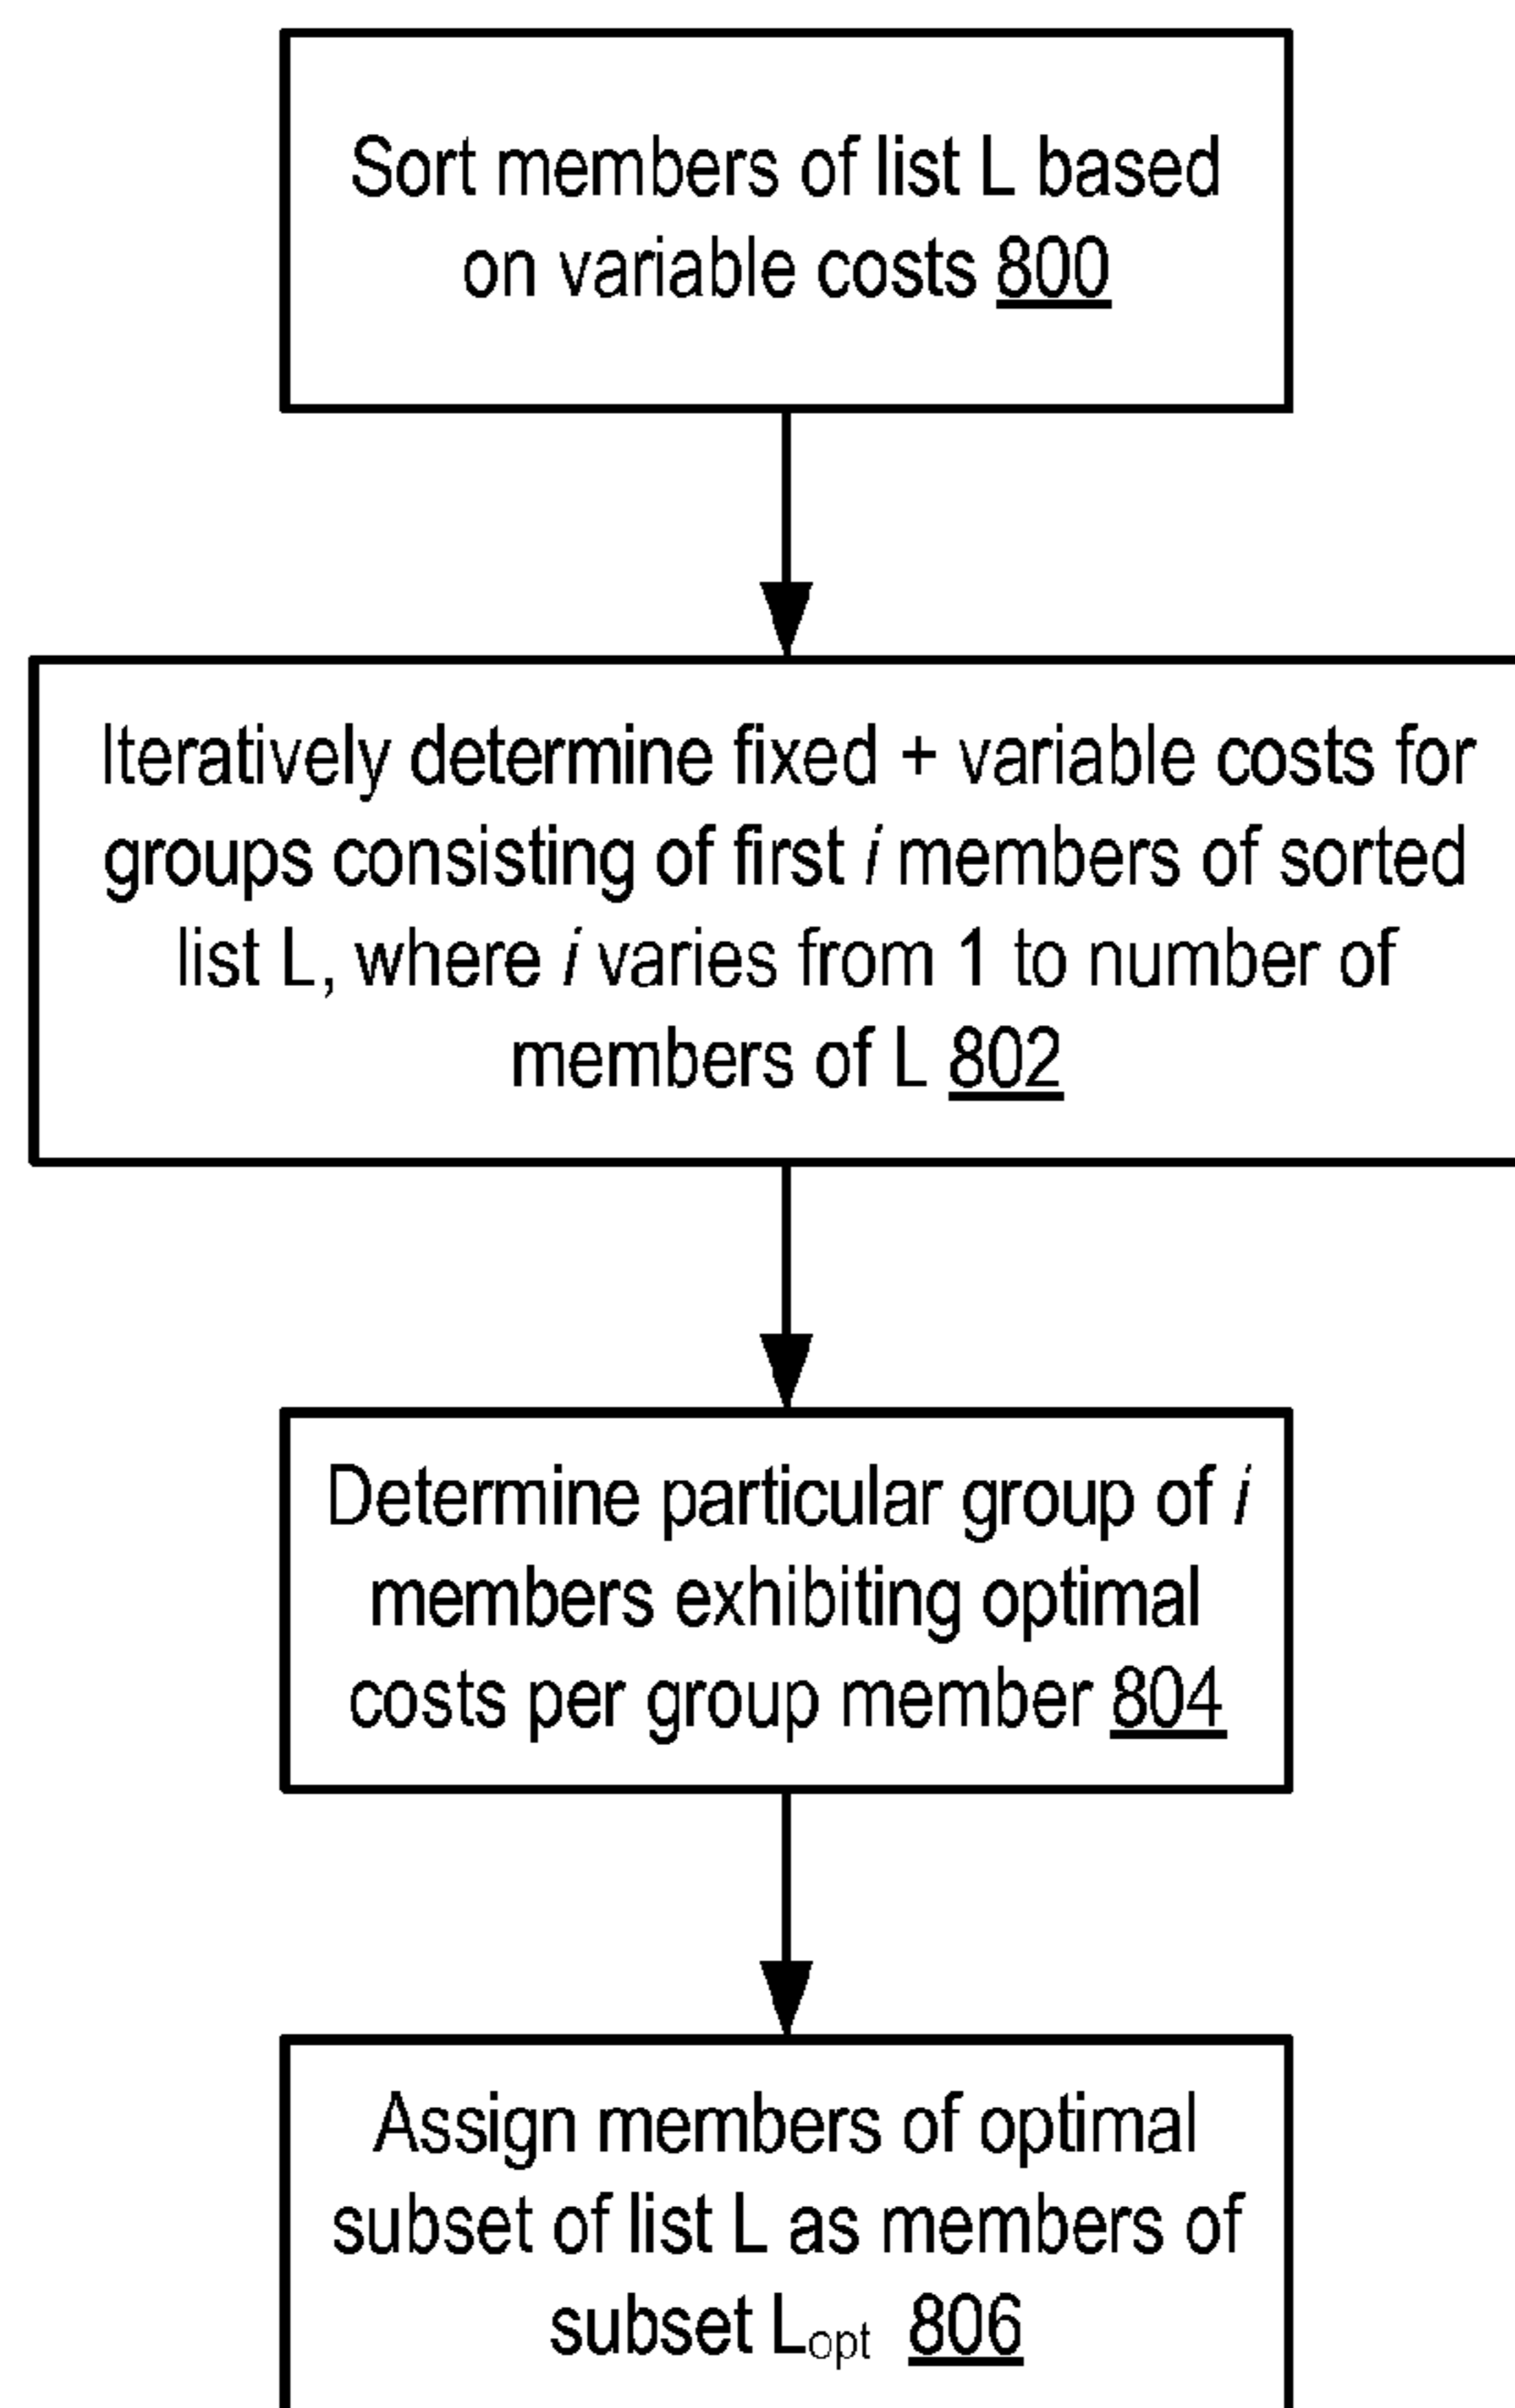 Sort members of list L based
on variable costs 800
Iteratively determine fixed + variable costs for
groups consisting of first i members of sorted
list L, where i varies from 1 to number of
members of L 802
Determine particular group of i
members exhibiting optimal
costs per group member 804
Assign members of optimal
subset of list L as members of
subset Lopt 806